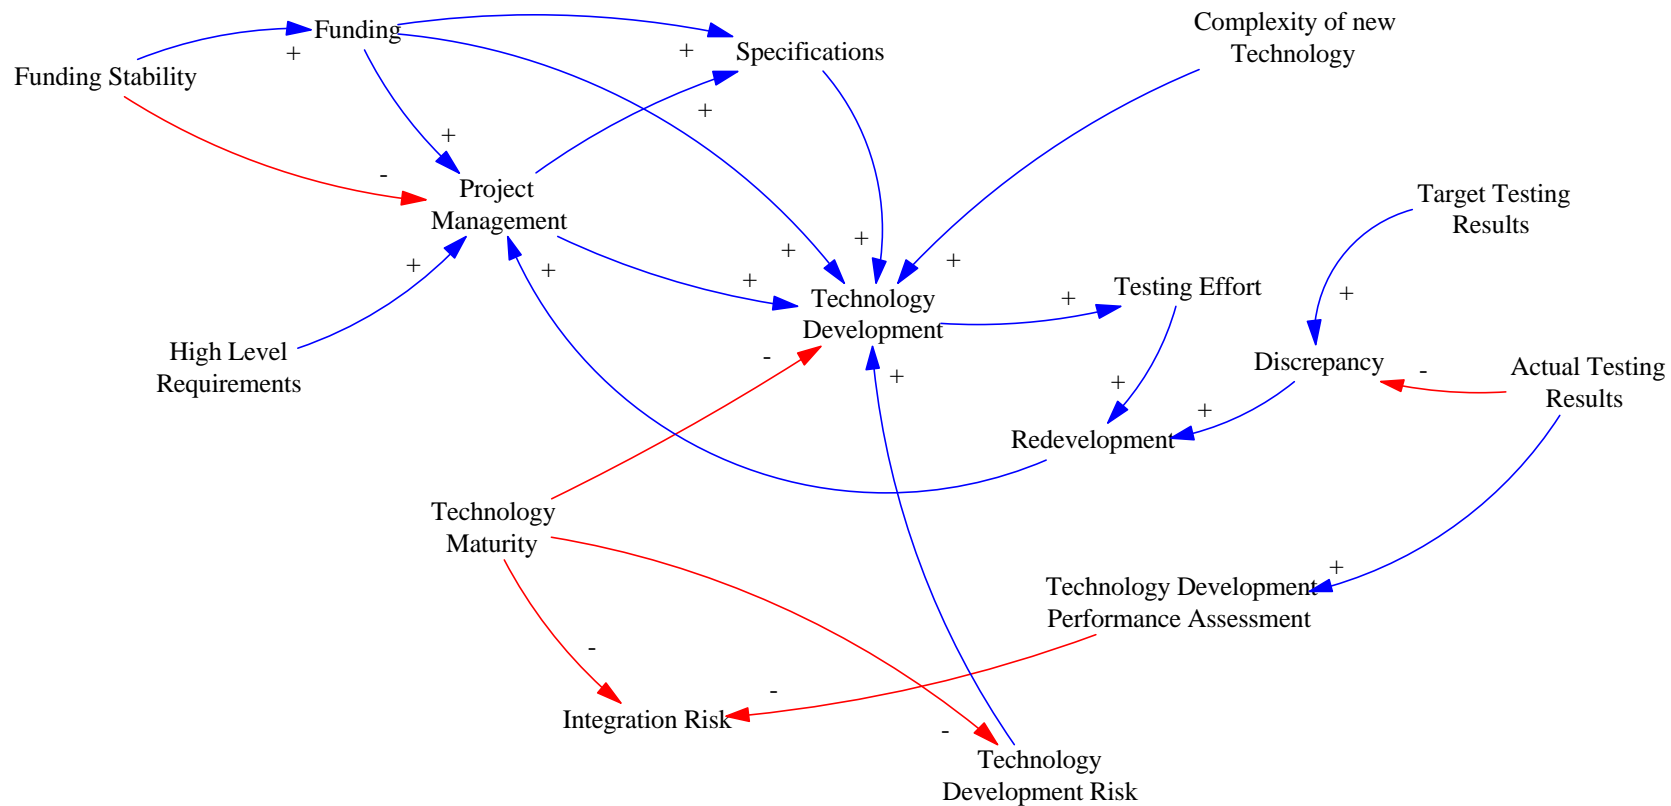 Complexity of new
Technology
Funding
Specifications
Funding Stability
+
+
+
+
-
Project
Management
Target Testing
Results
+
+
+
+
+
+
+
Technology
Development
Testing Effort
+
+
High Level
Requirements
-
+
Discrepancy
-
Actual Testing
Results
+
+
Redevelopment
Technology
Maturity
+
Technology Development
Performance Assessment
-
-
Integration Risk
-
Technology
Development Risk